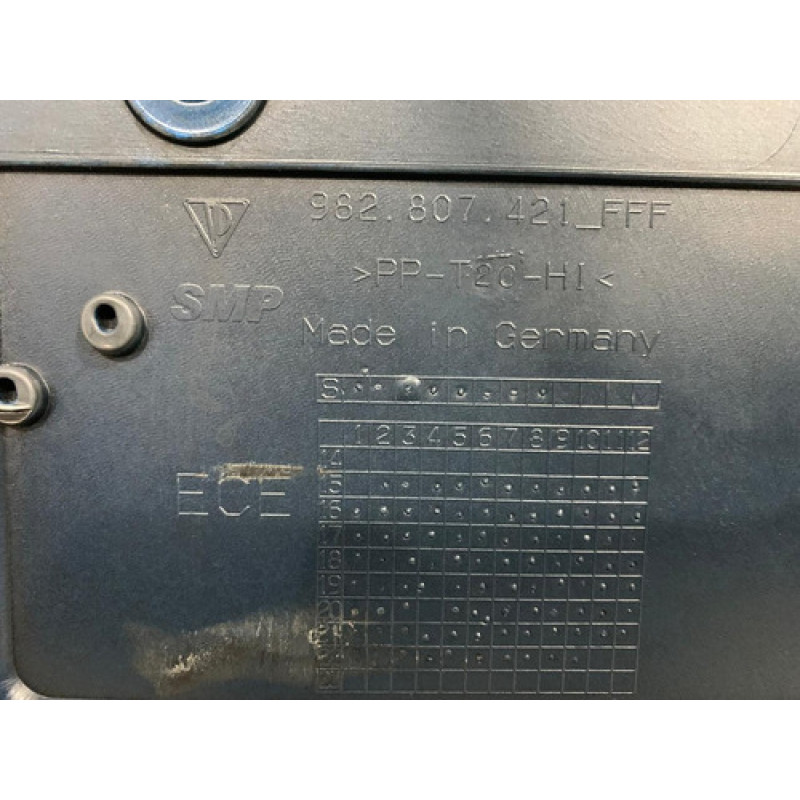 982.807.421_FFF
>PP-T20-HI<
SMP
Made in Germany
S
1 2 3 4 5 6 7 8 9 10 11 12
14
15
ECE
16
17
18
19
20